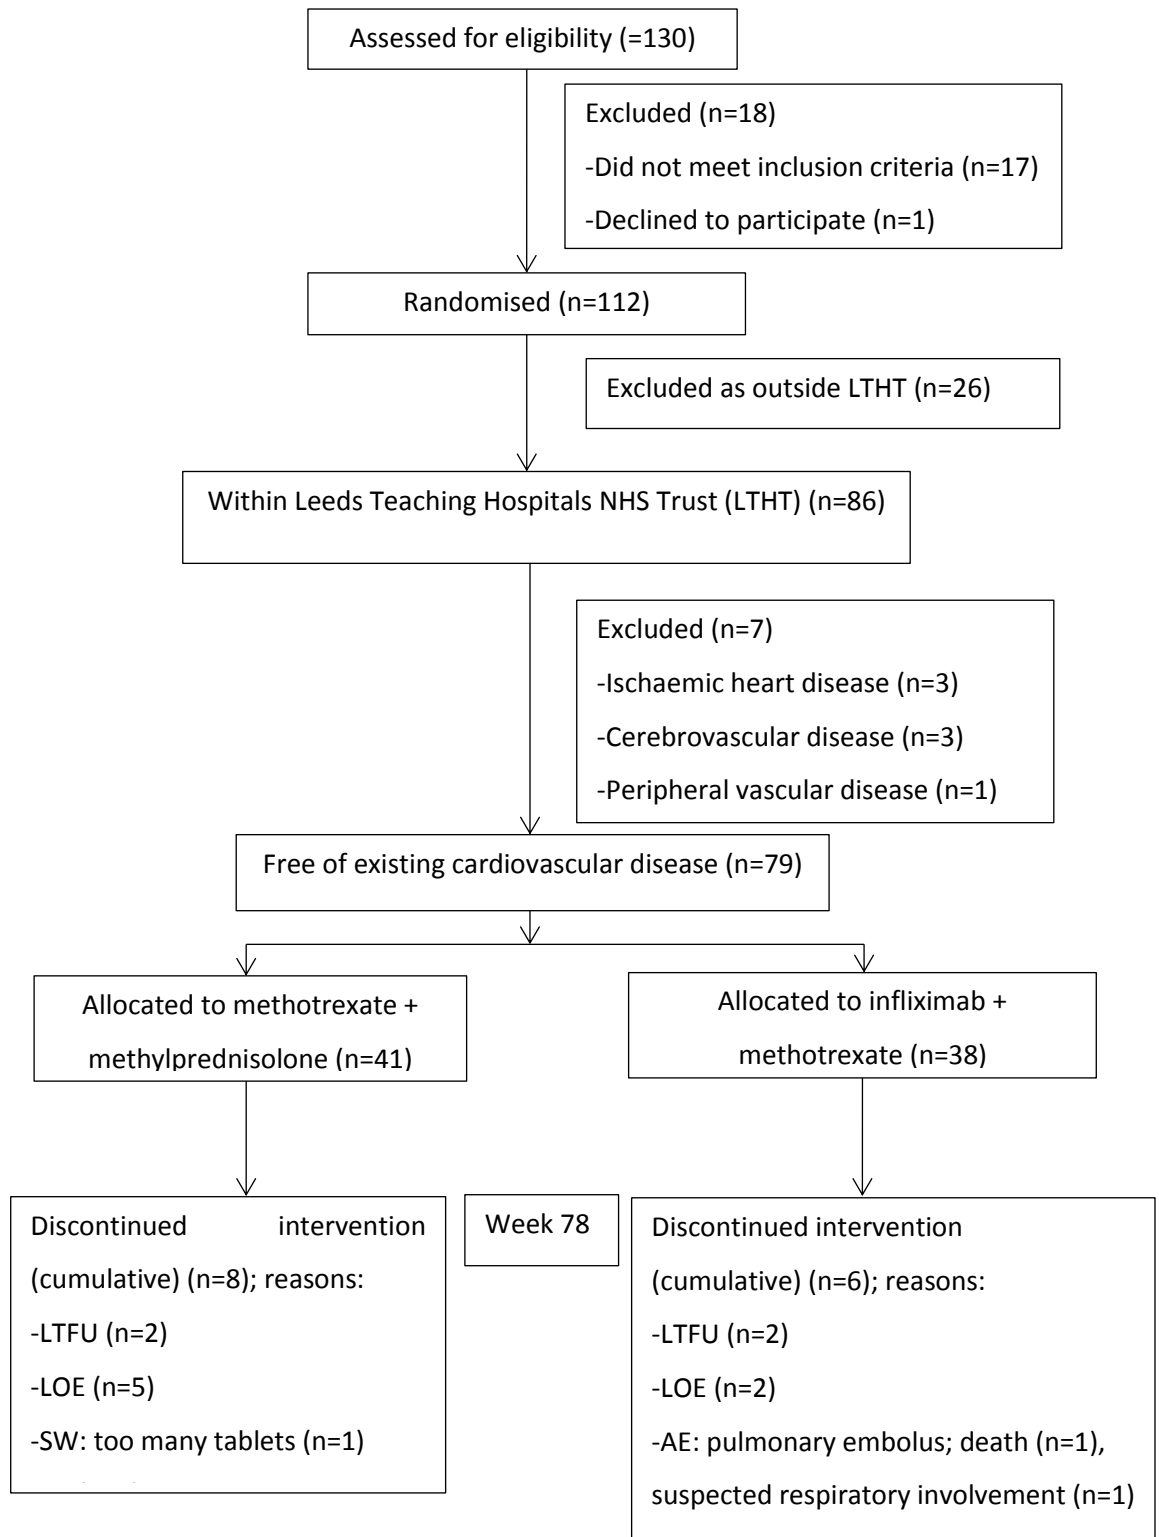 Assessed for eligibility (=130)
Excluded (n=18)
-Did not meet inclusion criteria (n=17)
-Declined to participate (n=1)
Randomised (n=112)
Excluded as outside LTHT (n=26)
Within Leeds Teaching Hospitals NHS Trust (LTHT) (n=86)
Excluded (n=7)
-Ischaemic heart disease (n=3)
-Cerebrovascular disease (n=3)
-Peripheral vascular disease (n=1)
Free of existing cardiovascular disease (n=79)
Allocated to methotrexate +
methylprednisolone (n=41)
Allocated to infliximab +
methotrexate (n=38)
Discontinued intervention
(cumulative) (n=8); reasons:
-LTFU (n=2)
-LOE (n=5)
-SW: too many tablets (n=1)
Week 78
Discontinued intervention
(cumulative) (n=6); reasons:
-LTFU (n=2)
-LOE (n=2)
-AE: pulmonary embolus; death (n=1),
suspected respiratory involvement (n=1)